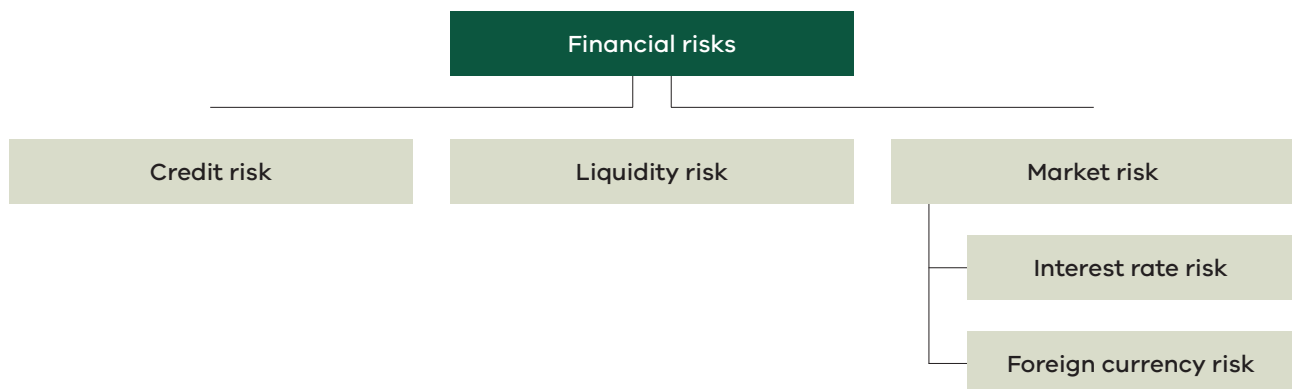 Financial risks
Credit risk
Liquidity risk
Market risk
Interest rate risk
Foreign currency risk